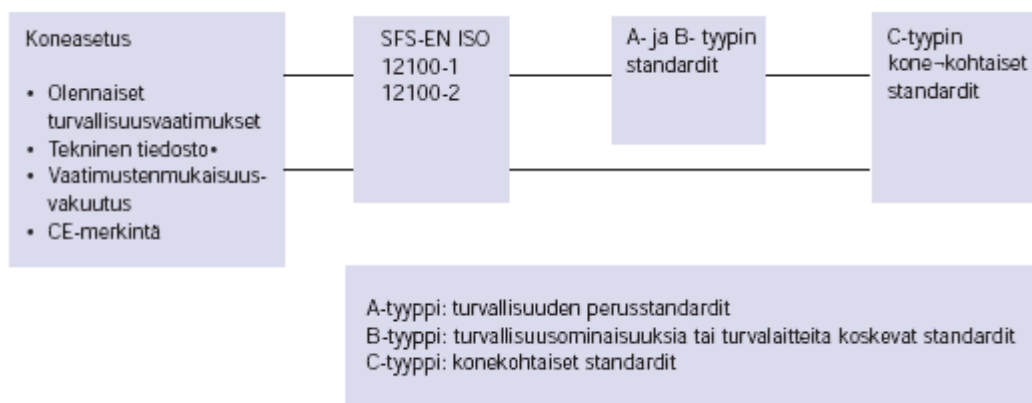 Koneasetus
• Olennaiset
turvallisuusvaatimukset
• Tekninen tiedosto•
• Vaatimustenmukaisuus-
vakuutus
• CE-merkintä
SFS-EN ISO
12100-1
12100-2
A- ja B- tyypin
standardit
C-tyypin
kone¬kohtaiset
standardit
A-tyyppi: turvallisuuden perusstandardit
B-tyyppi: turvallisuusominaisuuksia tai turvalaitteita koskevat standardit
C-tyyppi: konekohtaiset standardit